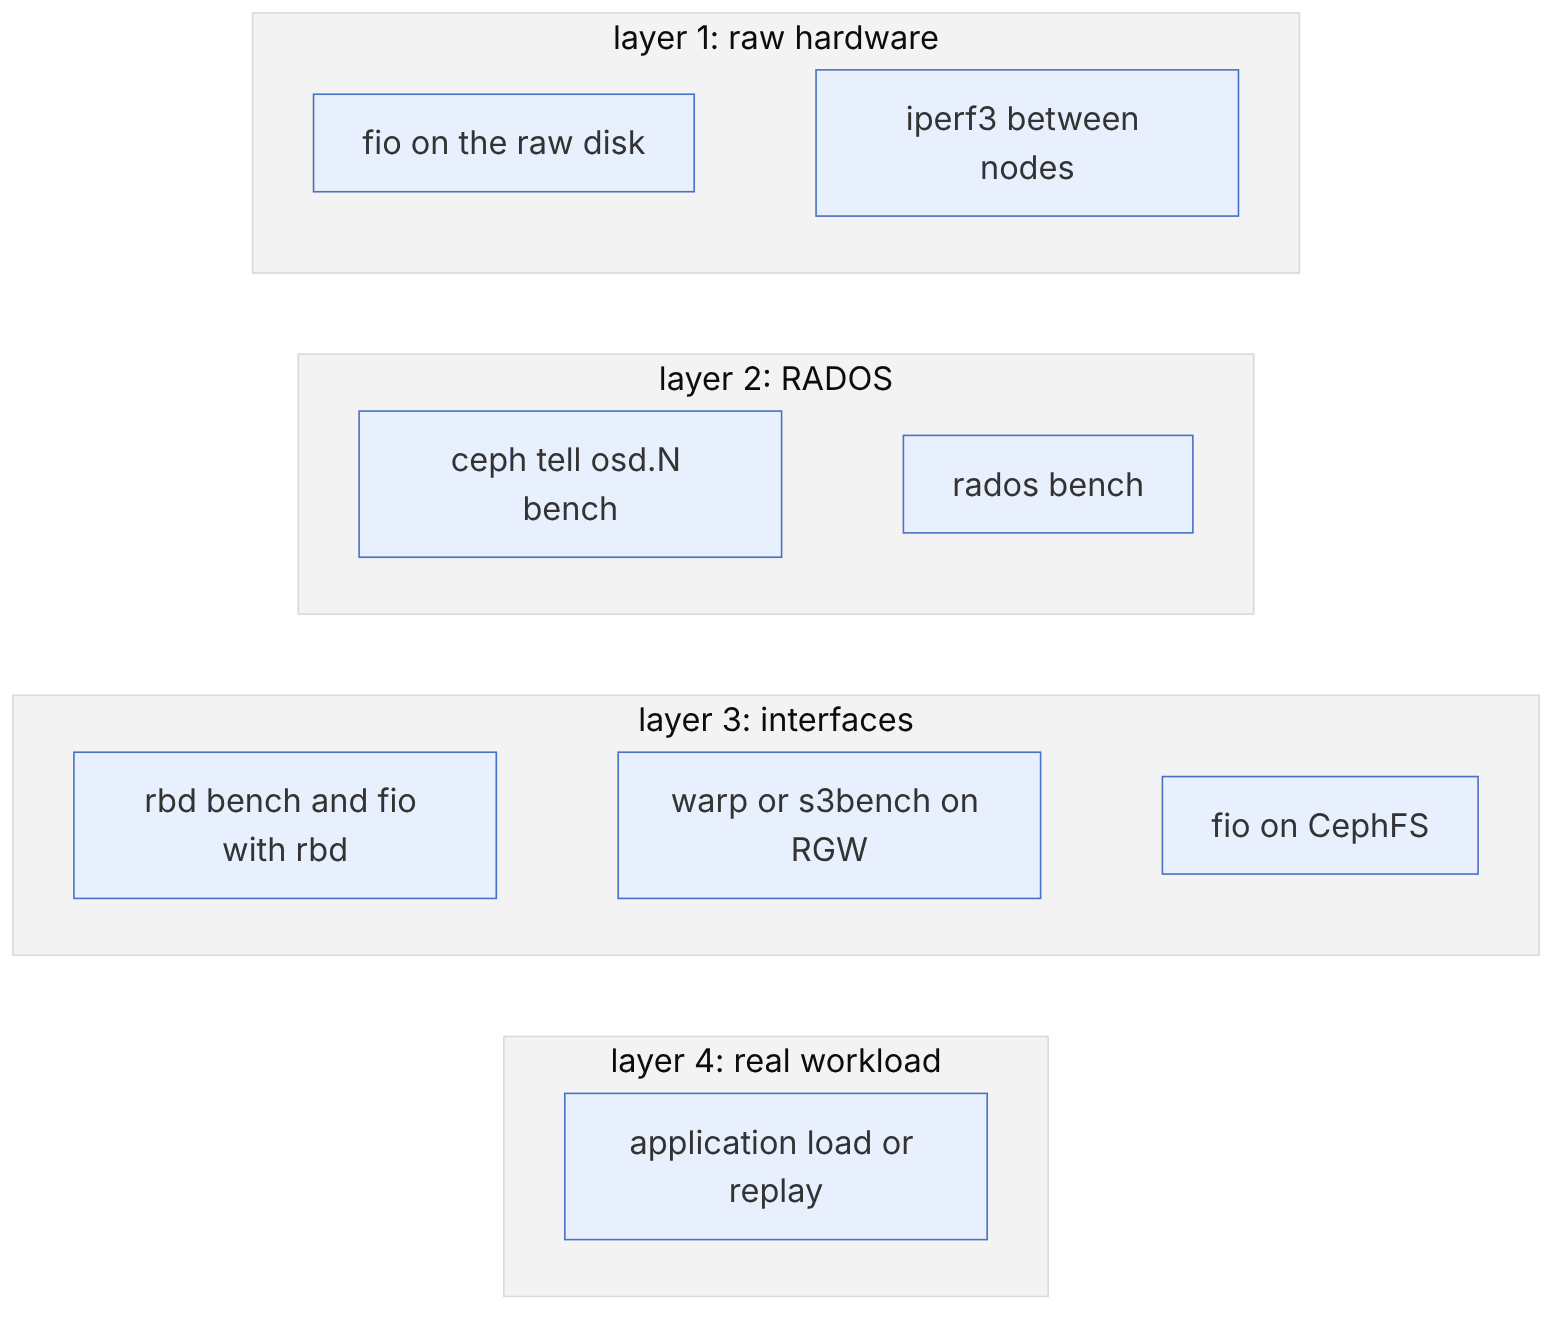 layer 1: raw hardware
fio on the raw disk
iperf3 between
nodes
layer 2: RADOS
ceph tell osd.N
bench
rados bench
layer 3: interfaces
rbd bench and fio
with rbd
warp or s3bench on
RGW
fio on CephFS
layer 4: real workload
application load or
replay